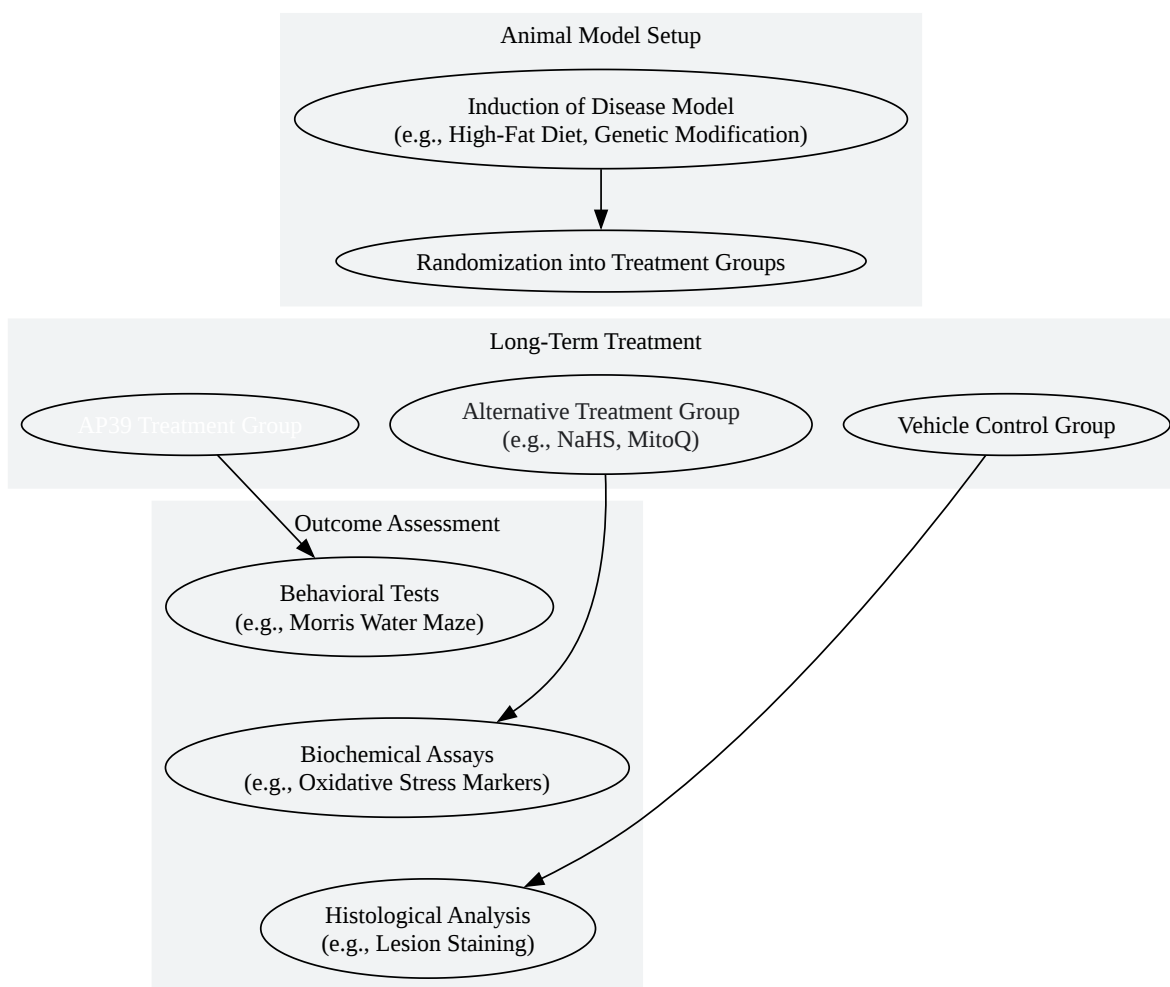 Animal Model Setup
Induction of Disease Model
(e.g., High-Fat Diet, Genetic Modification)
Randomization into Treatment Groups
Long-Term Treatment
AP39 Treatment Group
Alternative Treatment Group
(e.g., NaHS, MitoQ)
Vehicle Control Group
Outcome Assessment
Behavioral Tests
(e.g., Morris Water Maze)
Biochemical Assays
(e.g., Oxidative Stress Markers)
Histological Analysis
(e.g., Lesion Staining)